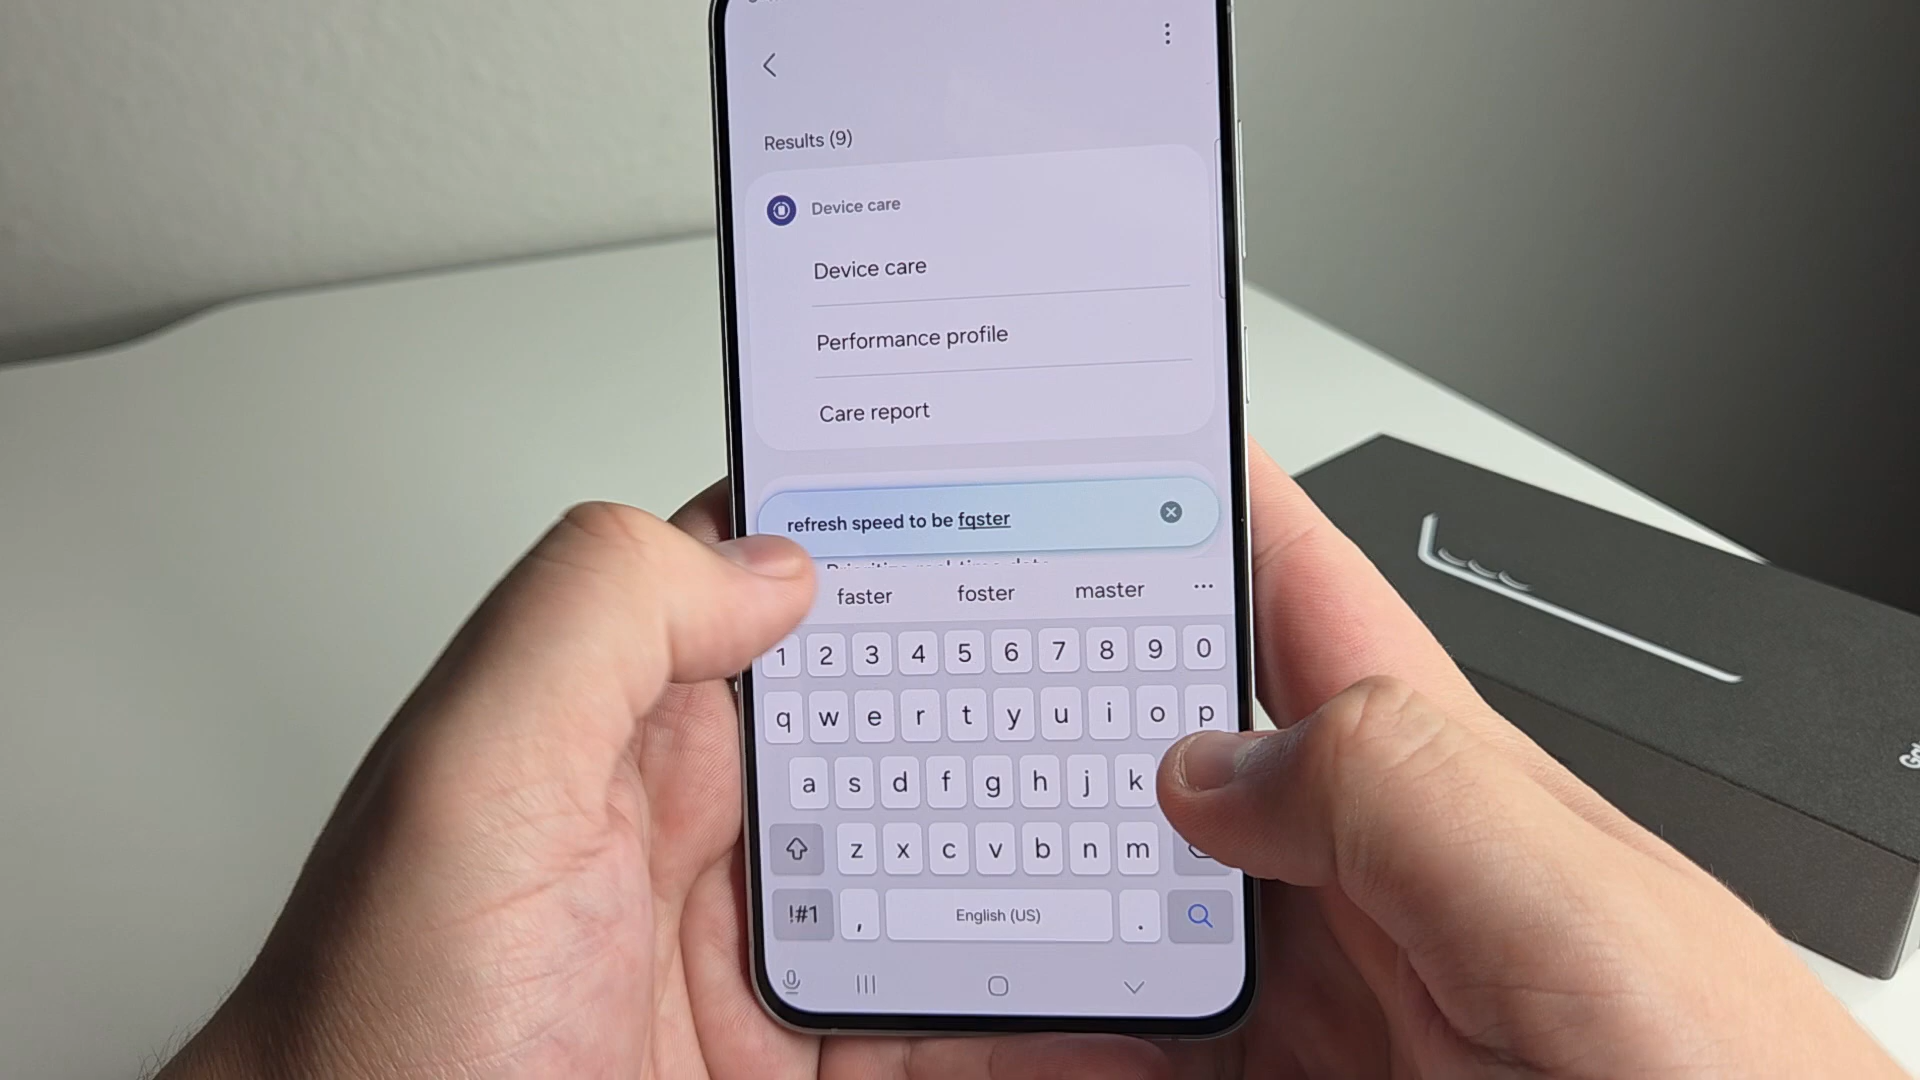 Results (9)
Device care
Device care
Performance profile
Care report
refresh speed to be fqster
faster foster master ...
1 2 3 4 5 6 7 8 9 0
q w e r t y u i o p
a s d f g h j k
z x c v b n m
!#1 , English (US) .